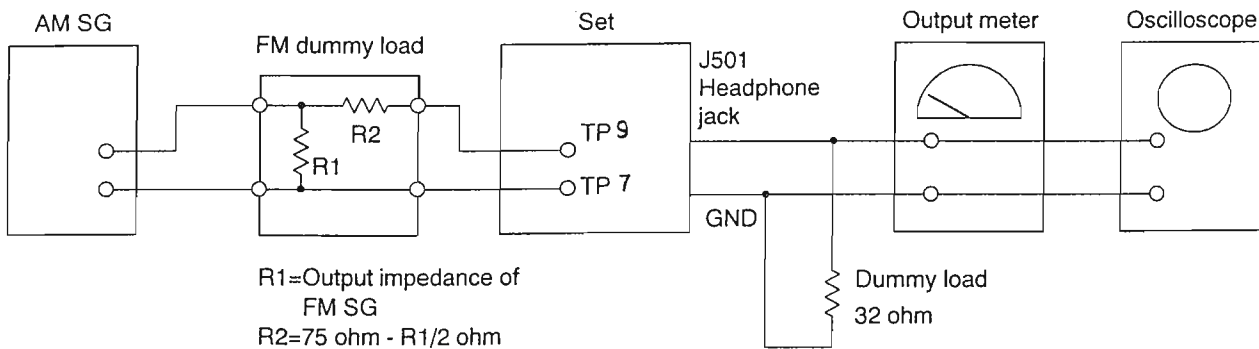 AM SG
FM dummy load
Set
Output meter
Oscilloscope
J501
Headphone
jack
R2
R1
TP 9
TP 7
GND
R1=Output impedance of
FM SG
R2=75 ohm - R1/2 ohm
Dummy load
32 ohm